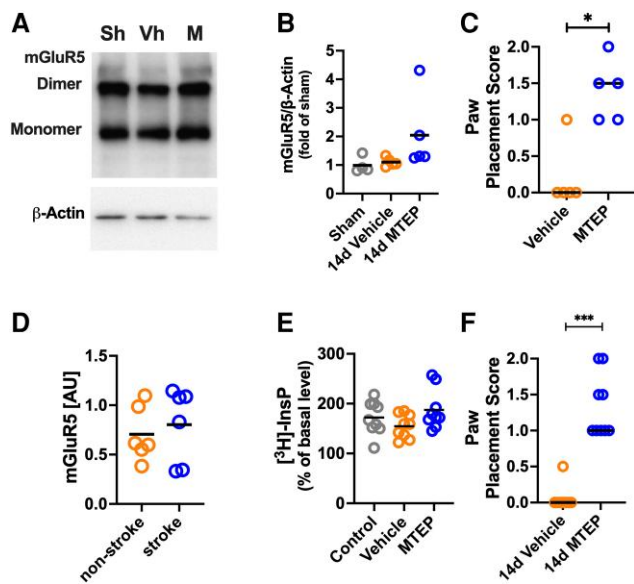 A
Sh Vh M
mGluR5
Dimer
Monomer
β-Actin
B
mGluR5/β-Actin
(fold of sham)
5
4
3
2
1
0
Sham
14d Vehicle
14d MTEP
C
*
Paw
Placement Score
2.0
1.5
1.0
0.5
0.0
Vehicle
MTEP
D
mGluR5 [AU]
1.5
1.0
0.5
0.0
non-stroke
stroke
E
[³H]-InsP
(% of basal level)
300
200
100
0
Control
Vehicle
MTEP
F
***
Paw
Placement Score
2.0
1.5
1.0
0.5
0.0
14d Vehicle
14d MTEP